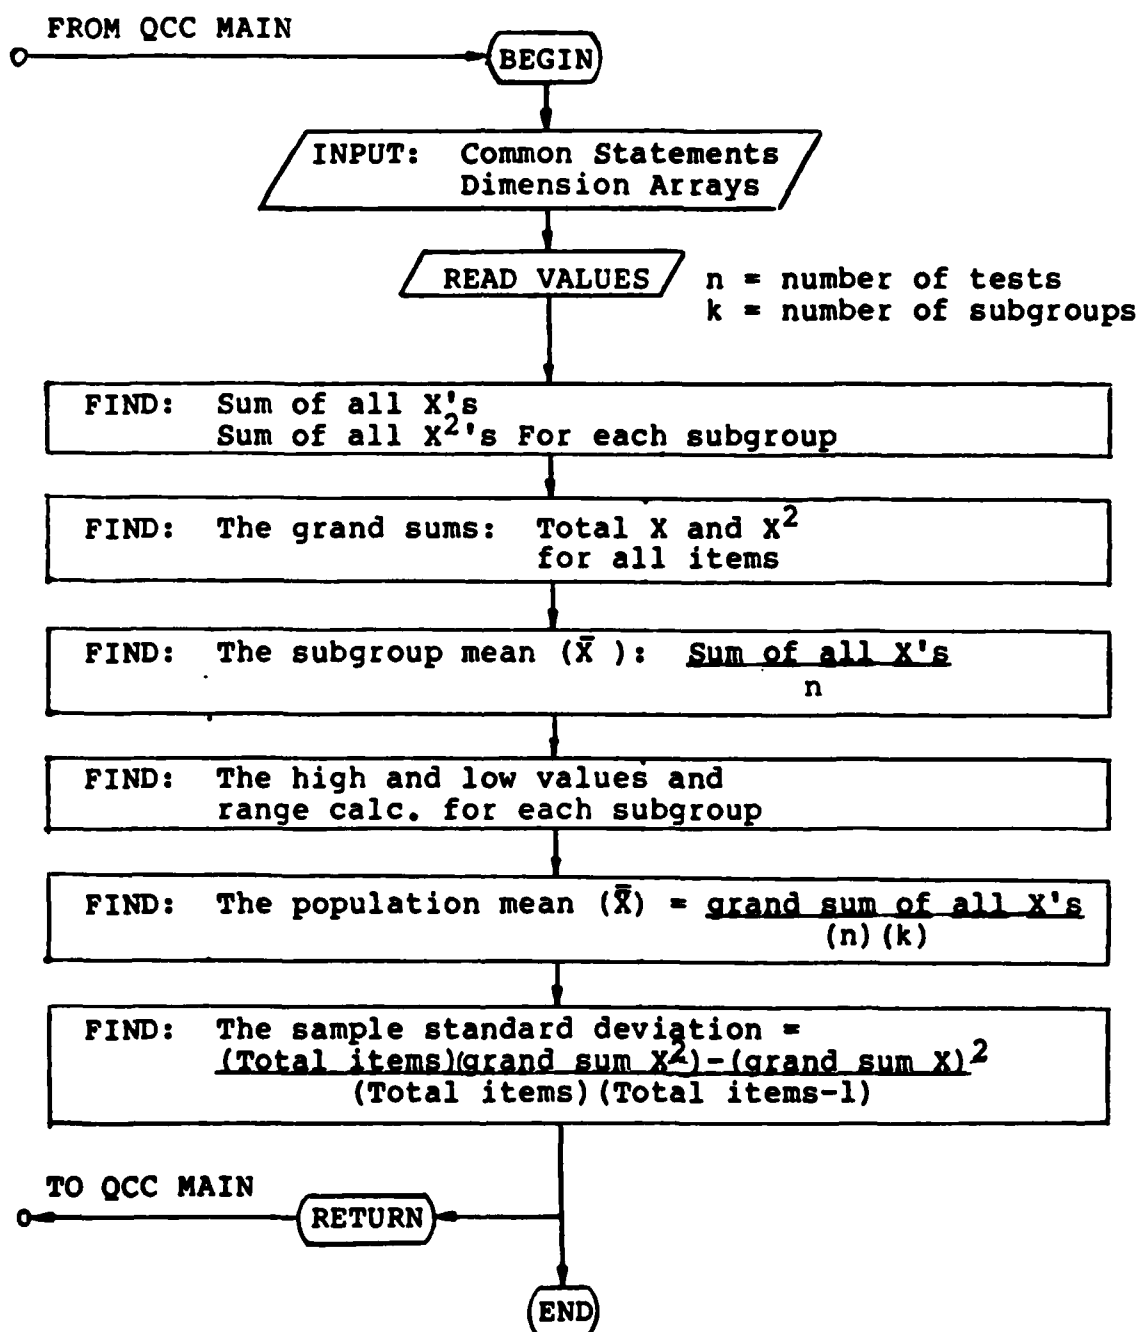 FROM QCC MAIN
BEGIN
INPUT: Common Statements
Dimension Arrays
READ VALUES
n = number of tests
k = number of subgroups
FIND: Sum of all X's
Sum of all X²'s For each subgroup
FIND: The grand sums: Total X and X²
for all items
FIND: The subgroup mean (X̄ ): Sum of all X's
n
FIND: The high and low values and
range calc. for each subgroup
FIND: The population mean (X̿) = grand sum of all X's
(n)(k)
FIND: The sample standard deviation =
(Total items)(grand sum X²)-(grand sum X)²
(Total items)(Total items-1)
TO QCC MAIN
RETURN
END